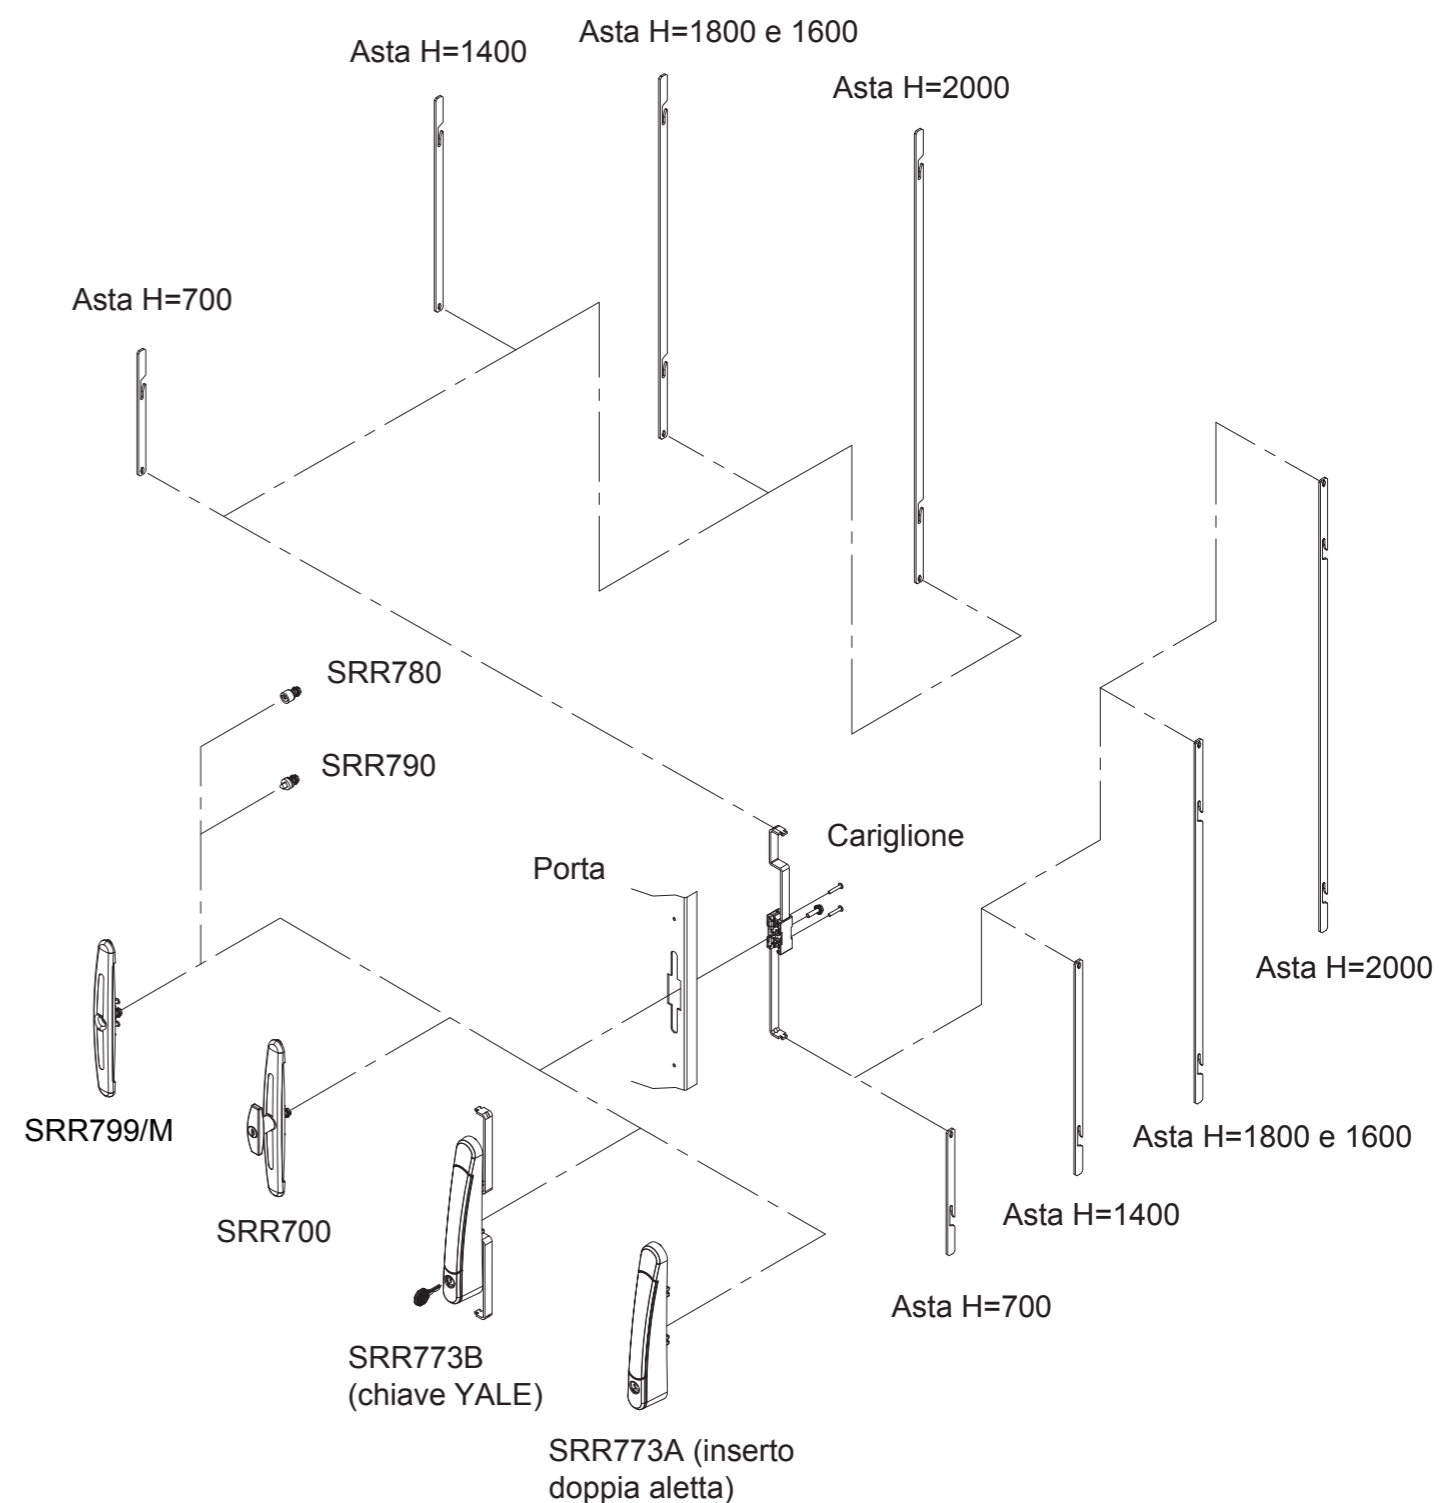 Asta H=1800 e 1600
Asta H=1400
Asta H=2000
Asta H=700
SRR780
SRR790
Cariglione
Porta
Asta H=2000
SRR799/M
Asta H=1800 e 1600
Asta H=1400
SRR700
Asta H=700
SRR773B
(chiave YALE)
SRR773A (inserto
doppia aletta)